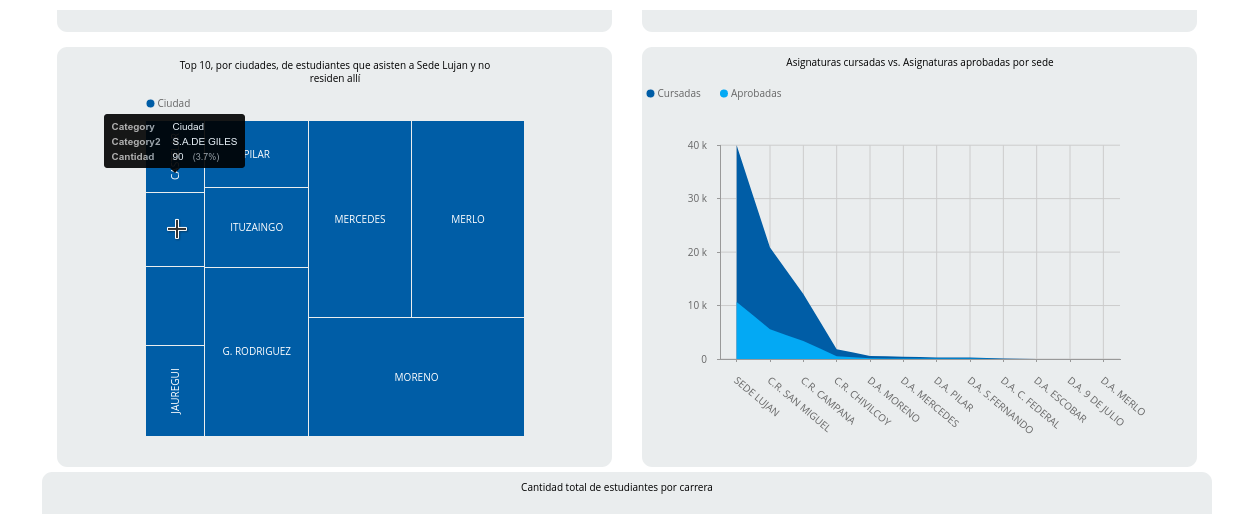 Top 10, por ciudades, de estudiantes que asisten a Sede Lujan y no
residen allí
Ciudad
Category Ciudad
Category2 S.A.DE GILES
Cantidad 90 (3.7%)
PILAR
ITUZAINGO
MERCEDES
MERLO
G. RODRIGUEZ
JAUREGUI
MORENO
Asignaturas cursadas vs. Asignaturas aprobadas por sede
Cursadas Aprobadas
40 k
30 k
20 k
10 k
0
SEDE LUJAN
C.R. SAN MIGUEL
C.R. CAMPANA
C.R. CHIVILCOY
D.A. MORENO
D.A. MERCEDES
D.A. PILAR
D.A. S.FERNANDO
D.A. C. FEDERAL
D.A. ESCOBAR
D.A. 9 DE JULIO
D.A. MERLO
Cantidad total de estudiantes por carrera